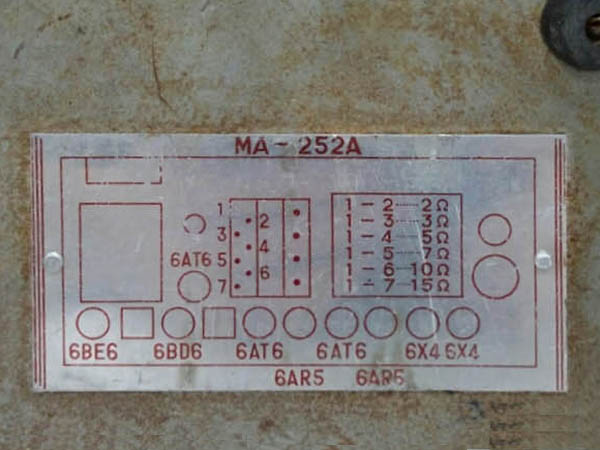 MA-252A
1
2
3
4
6AT6 5
6
7
1-2-----2Ω
1-3-----3Ω
1-4-----5Ω
1-5-----7Ω
1-6--10Ω
1-7-15Ω
6BE6 6BD6 6AT6 6AT6 6X4 6X4
6AR5 6AR5